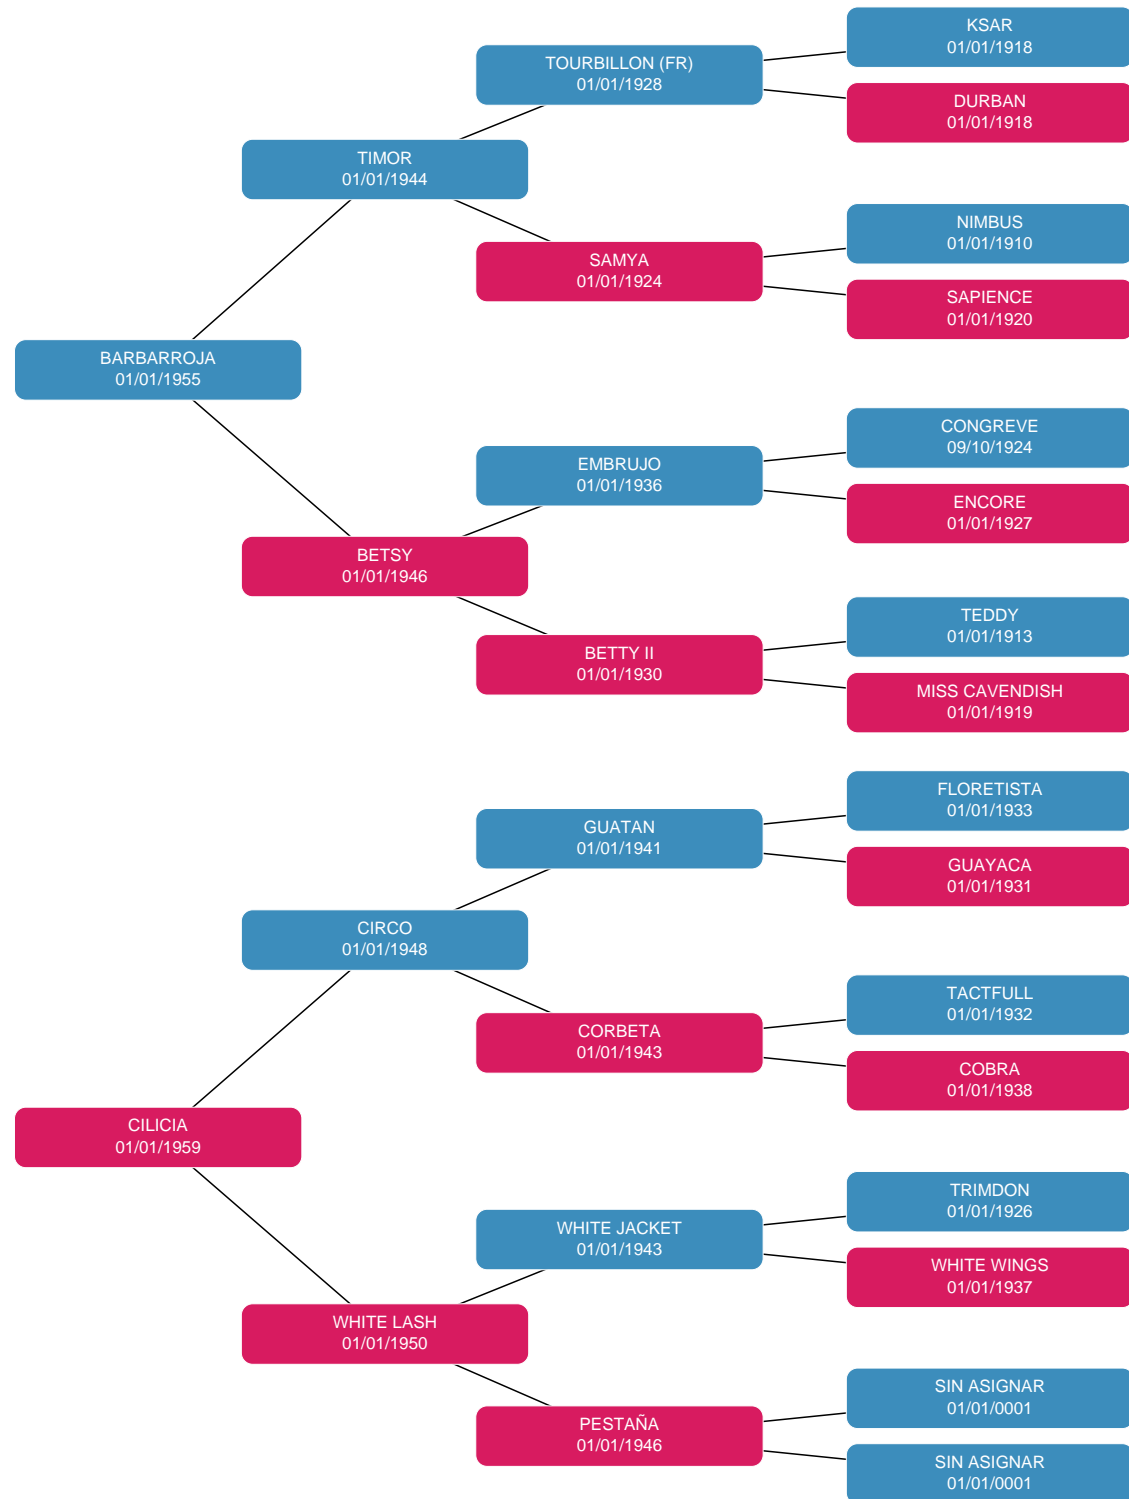 KSAR
01/01/1918
TOURBILLON (FR)
01/01/1928
DURBAN
01/01/1918
TIMOR
01/01/1944
NIMBUS
01/01/1910
SAMYA
01/01/1924
SAPIENCE
01/01/1920
BARBARROJA
01/01/1955
CONGREVE
09/10/1924
EMBRUJO
01/01/1936
ENCORE
01/01/1927
BETSY
01/01/1946
TEDDY
01/01/1913
BETTY II
01/01/1930
MISS CAVENDISH
01/01/1919
FLORETISTA
01/01/1933
GUATAN
01/01/1941
GUAYACA
01/01/1931
CIRCO
01/01/1948
TACTFULL
01/01/1932
CORBETA
01/01/1943
COBRA
01/01/1938
CILICIA
01/01/1959
TRIMDON
01/01/1926
WHITE JACKET
01/01/1943
WHITE WINGS
01/01/1937
WHITE LASH
01/01/1950
SIN ASIGNAR
01/01/0001
PESTAÑA
01/01/1946
SIN ASIGNAR
01/01/0001